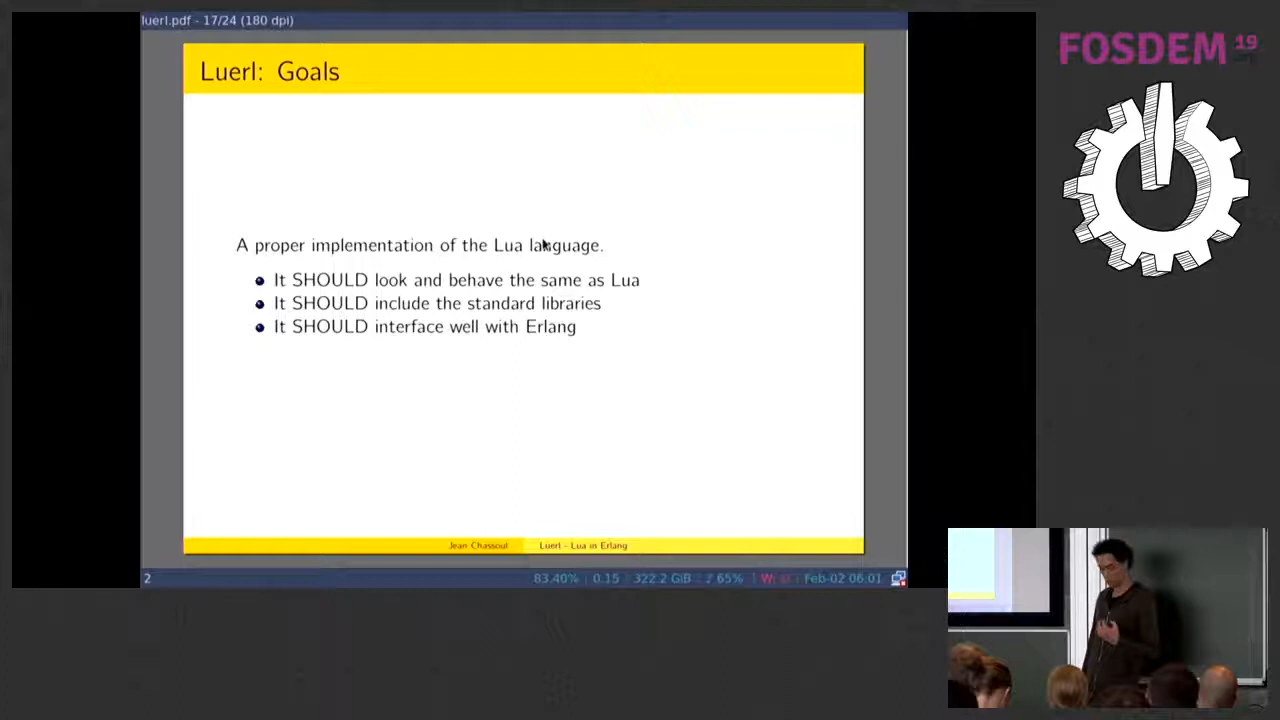 luerl.pdf - 17/24 (180 dpi)
FOSDEM 19
Luerl: Goals
A proper implementation of the Lua language.
It SHOULD look and behave the same as Lua
It SHOULD include the standard libraries
It SHOULD interface well with Erlang
Jean Chassoul
Luerl - Lua in Erlang
2
83.40% 0.15 322.2 GiB 65% Feb-02 06:01